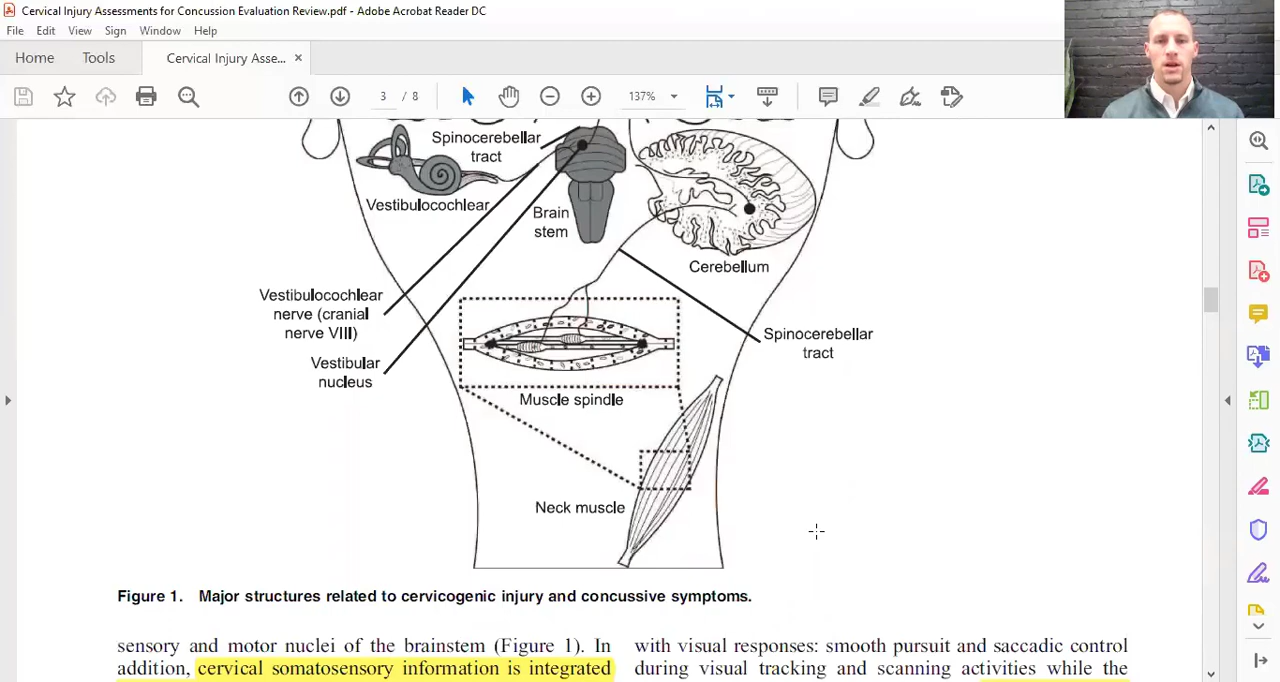 Cervical Injury Assessments for Concussion Evaluation Review.pdf - Adobe Acrobat Reader DC
File Edit View Sign Window Help
Home Tools Cervical Injury Asse... ×
3 / 8 137%
Spinocerebellar
tract
Vestibulocochlear
Brain
stem
Cerebellum
Vestibulocochlear
nerve (cranial
nerve VIII)
Spinocerebellar
tract
Vestibular
nucleus
Muscle spindle
Neck muscle
Figure 1. Major structures related to cervicogenic injury and concussive symptoms.
sensory and motor nuclei of the brainstem (Figure 1). In
addition, cervical somatosensory information is integrated
with visual responses: smooth pursuit and saccadic control
during visual tracking and scanning activities while the